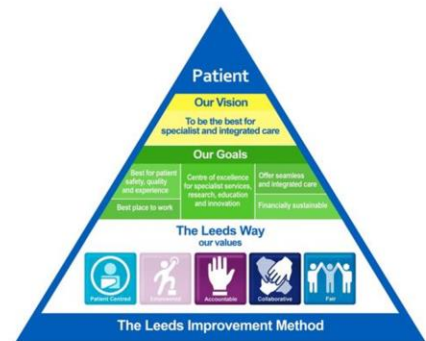 Patient
Our Vision
To be the best for
specialist and integrated care
Our Goals
Best for patient
safety, quality
and experience
Best place to work
Centre of excellence
for specialist services,
research, education
and innovation
Offer seamless
and integrated care
Financially sustainable
The Leeds Way
our values
Patient Centred
Empowered
Accountable
Collaborative
Fair
The Leeds Improvement Method